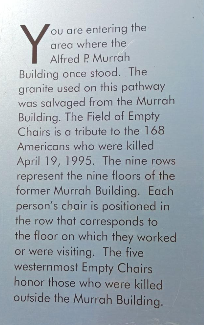 You are entering the
area where the
Alfred P. Murrah
Building once stood. The
granite used on this pathway
was salvaged from the Murrah
Building. The Field of Empty
Chairs is a tribute to the 168
Americans who were killed
April 19, 1995. The nine rows
represent the nine floors of the
former Murrah Building. Each
person's chair is positioned in
the row that corresponds to
the floor on which they worked
or were visiting. The five
westernmost Empty Chairs
honor those who were killed
outside the Murrah Building.